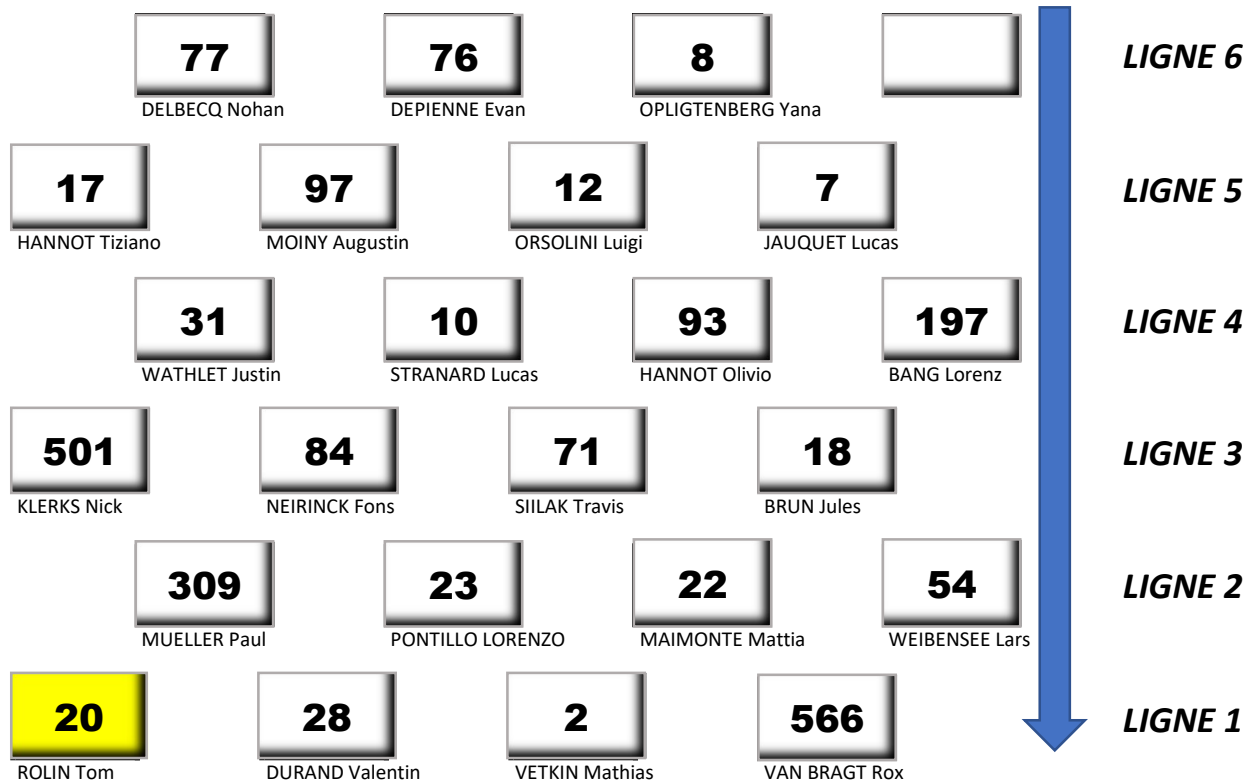 77 76 8 LIGNE 6
DELBECQ Nohan DEPIENNE Evan OPLIGTENBERG Yana
17 97 12 7 LIGNE 5
HANNOT Tiziano MOINY Augustin ORSOLINI Luigi JAUQUET Lucas
31 10 93 197 LIGNE 4
WATHLET Justin STRANARD Lucas HANNOT Olivio BANG Lorenz
501 84 71 18 LIGNE 3
KLERKS Nick NEIRINCK Fons SIILAK Travis BRUN Jules
309 23 22 54 LIGNE 2
MUELLER Paul PONTILLO LORENZO MAIMONTE Mattia WEIBENSEE Lars
20 28 2 566 LIGNE 1
ROLIN Tom DURAND Valentin VETKIN Mathias VAN BRAGT Rox